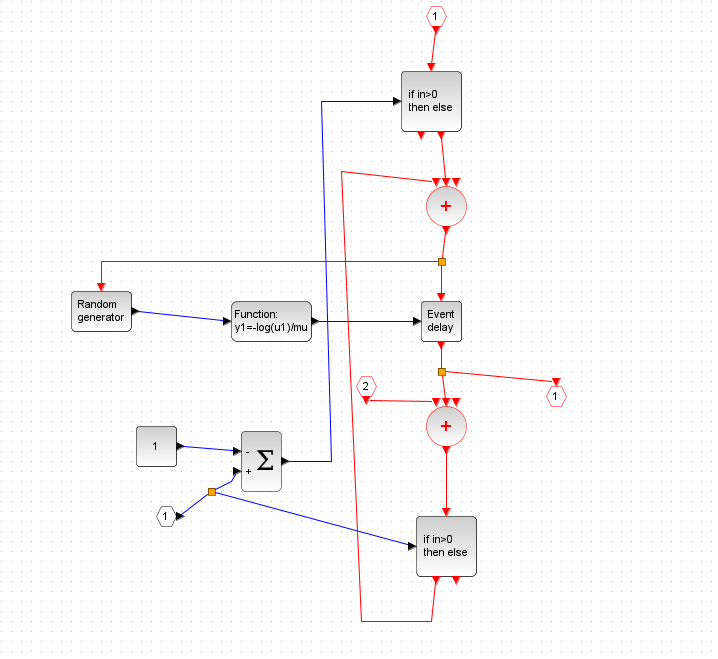 1
if in>0
then else
+
Random
generator
Function:
y1=-log(u1)/mu
Event
delay
2
1
+
1
-
+
Σ
1
if in>0
then else